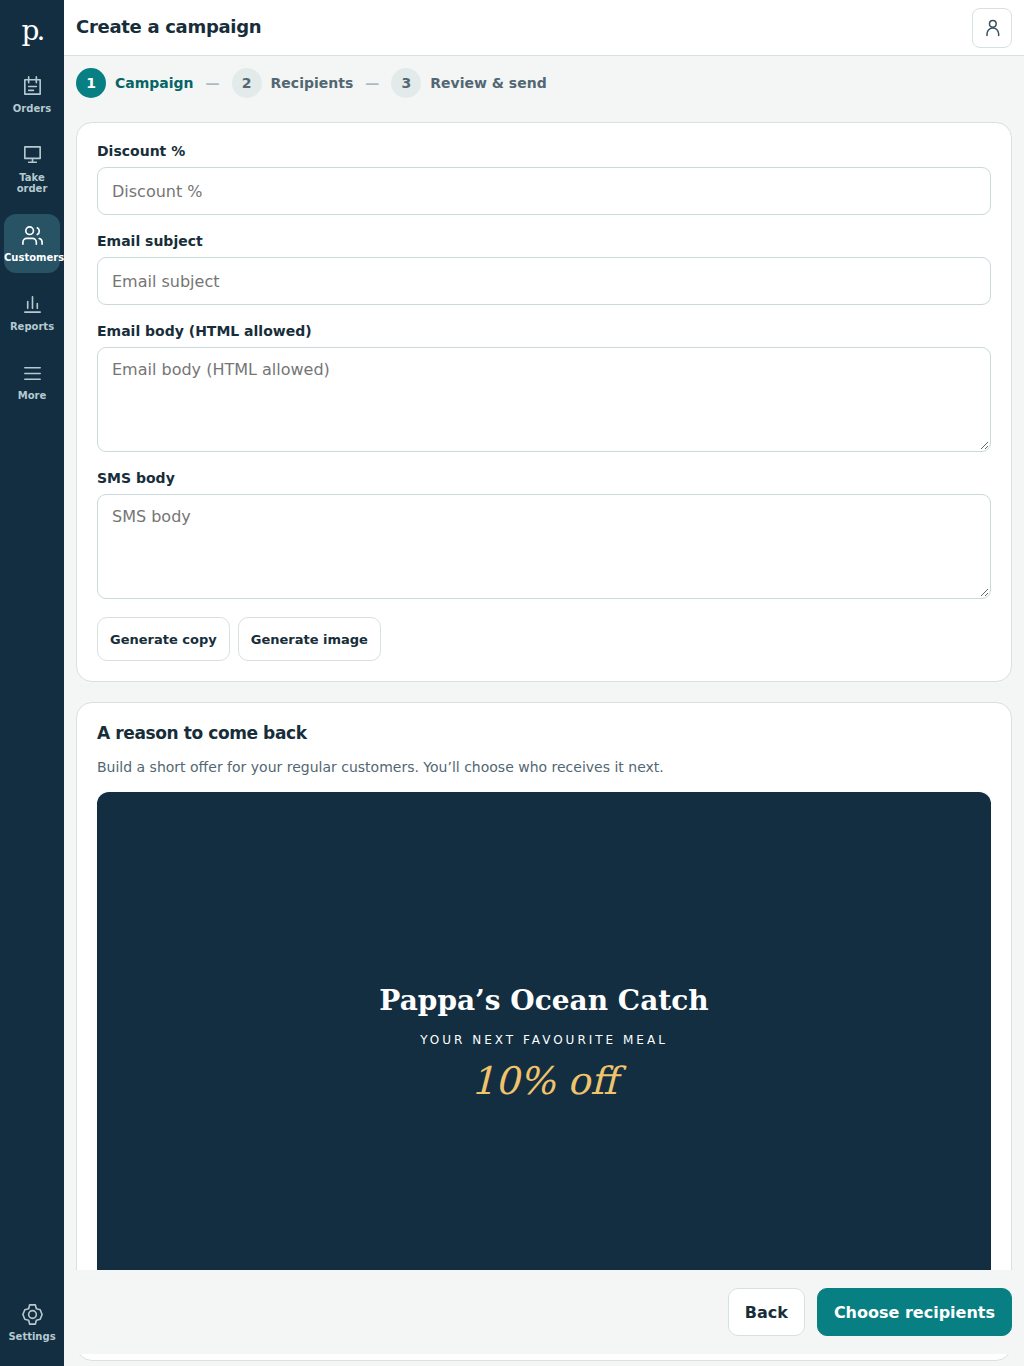 p.
Create a campaign
Orders
Take
order
Customers
Reports
More
Settings
1 Campaign — 2 Recipients — 3 Review & send
Discount %
Discount %
Email subject
Email subject
Email body (HTML allowed)
Email body (HTML allowed)
SMS body
SMS body
Generate copy
Generate image
A reason to come back
Build a short offer for your regular customers. You’ll choose who receives it next.
Pappa’s Ocean Catch
YOUR NEXT FAVOURITE MEAL
10% off
Back
Choose recipients